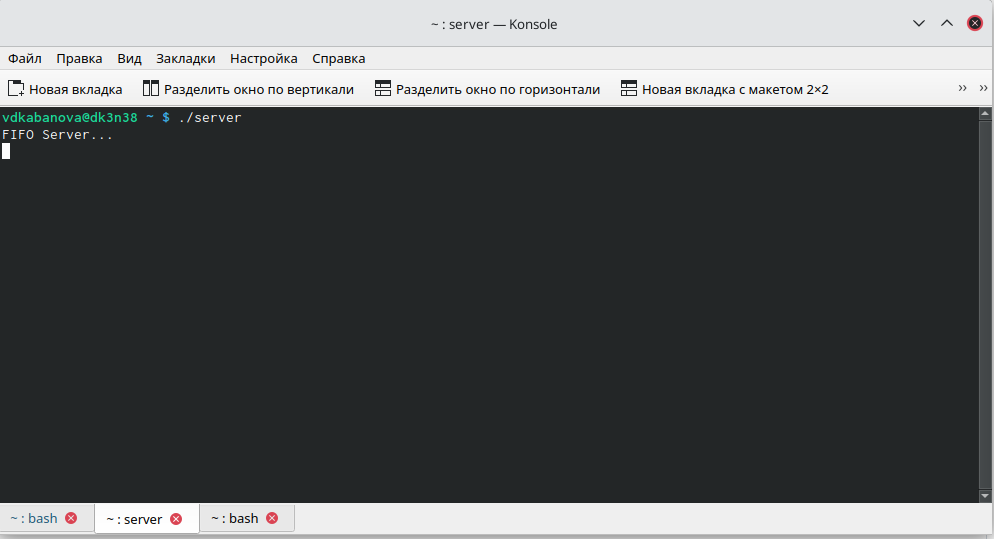 ~ : server — Konsole
Файл Правка Вид Закладки Настройка Справка
Новая вкладка Разделить окно по вертикали Разделить окно по горизонтали Новая вкладка с макетом 2×2 » »
vdkabanova@dk3n38 ~ $ ./server
FIFO Server...
~ : bash ~ : server ~ : bash